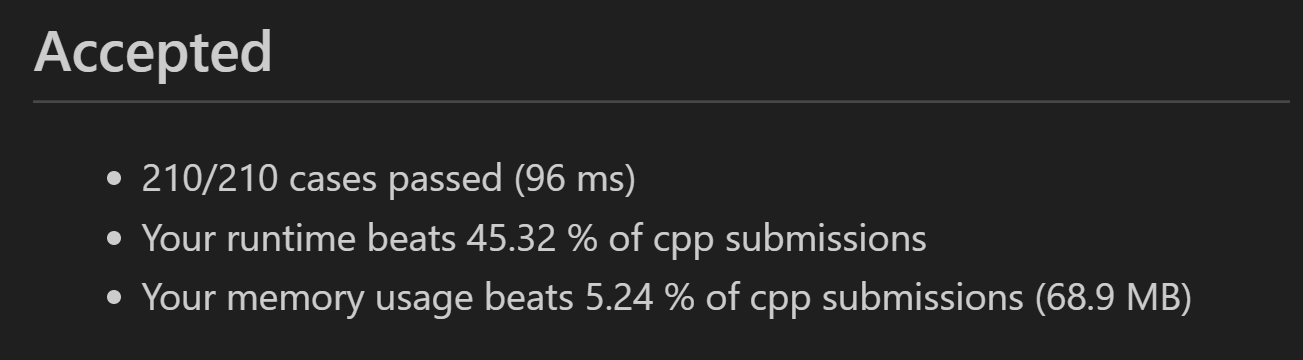 Accepted
210/210 cases passed (96 ms)
Your runtime beats 45.32 % of cpp submissions
Your memory usage beats 5.24 % of cpp submissions (68.9 MB)